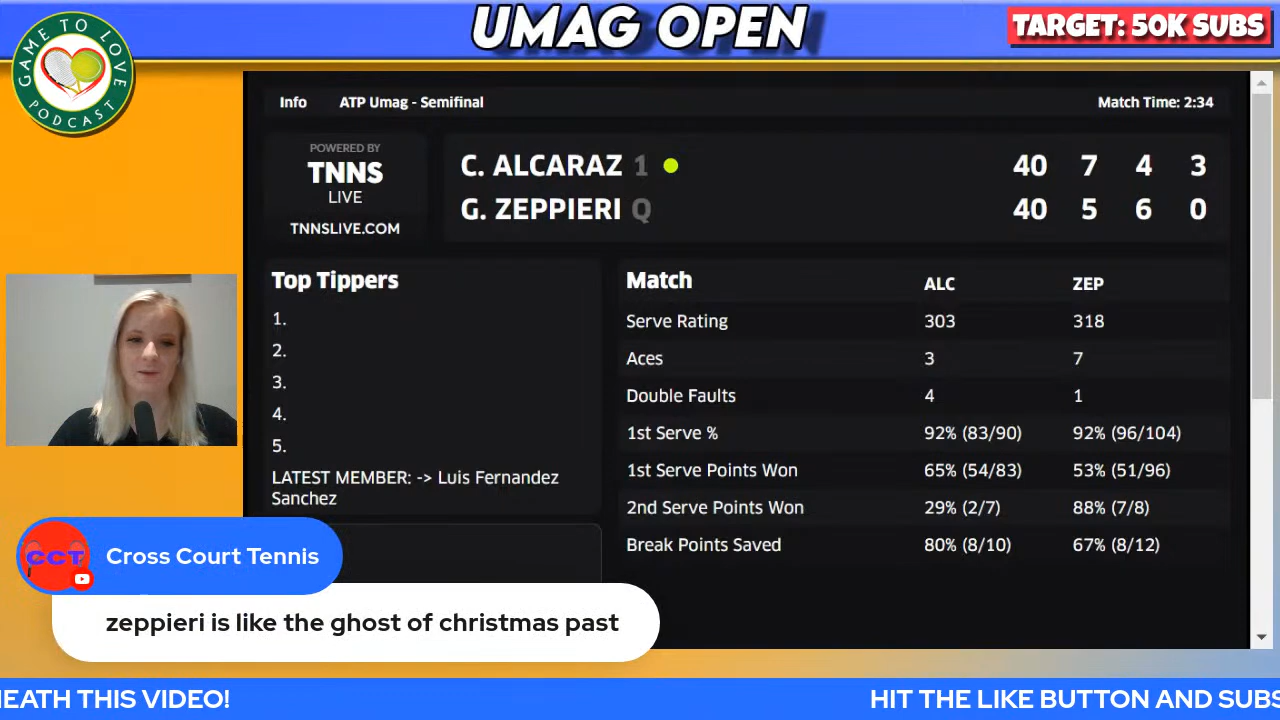 UMAG OPEN
TARGET: 50K SUBS
GAME TO LOVE
PODCAST
Info
ATP Umag - Semifinal
Match Time: 2:34
POWERED BY
TNNS
LIVE
TNNSLIVE.COM
C. ALCARAZ 1 40 7 4 3
G. ZEPPIERI Q 40 5 6 0
Top Tippers
1.
2.
3.
4.
5.
LATEST MEMBER: -> Luis Fernandez
Sanchez
Match ALC ZEP
Serve Rating 303 318
Aces 3 7
Double Faults 4 1
1st Serve % 92% (83/90) 92% (96/104)
1st Serve Points Won 65% (54/83) 53% (51/96)
2nd Serve Points Won 29% (2/7) 88% (7/8)
Break Points Saved 80% (8/10) 67% (8/12)
CCT
Cross Court Tennis
zeppieri is like the ghost of christmas past
NEATH THIS VIDEO!
HIT THE LIKE BUTTON AND SUBS